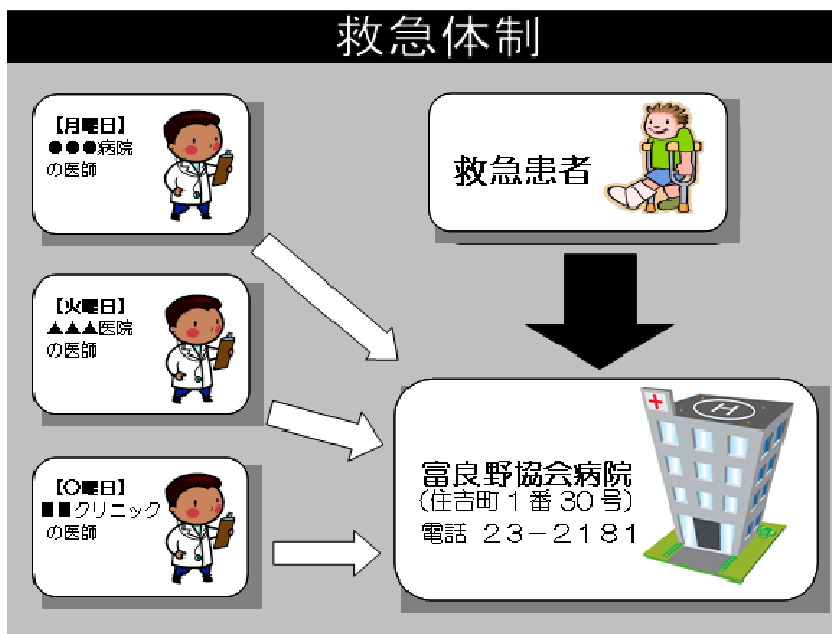 救急体制
【月曜日】
●●●病院
の医師
救急患者
【火曜日】
▲▲▲医院
の医師
【〇曜日】
■■クリニック
の医師
富良野協会病院
(住吉町1番30号)
電話 23-2181
H